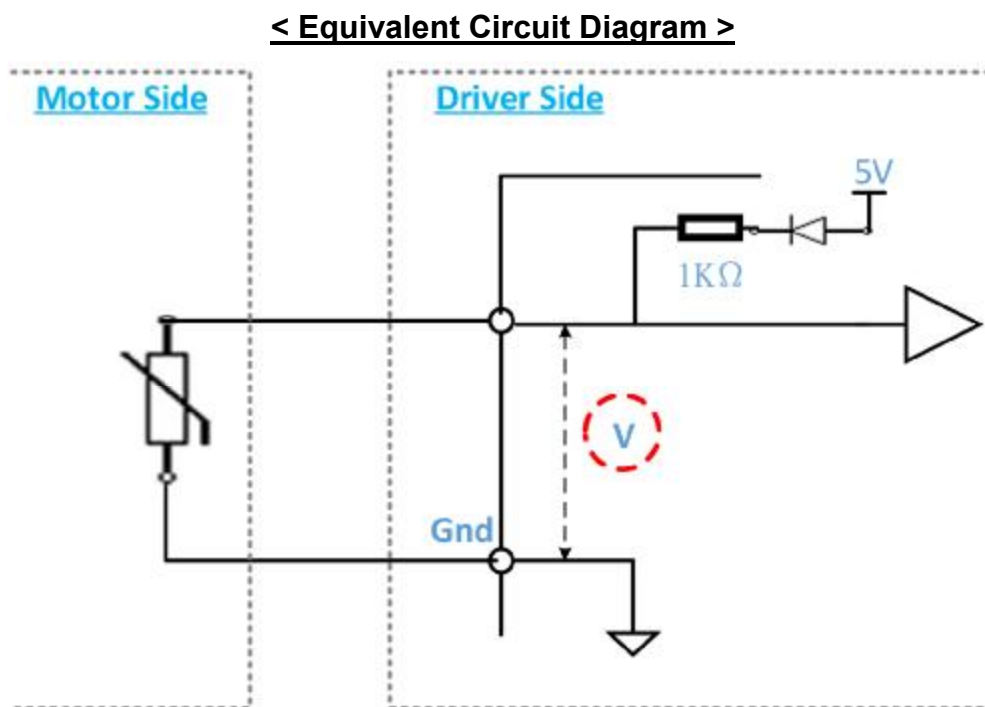 < Equivalent Circuit Diagram >
Motor Side
Driver Side
5V
1KΩ
V
Gnd